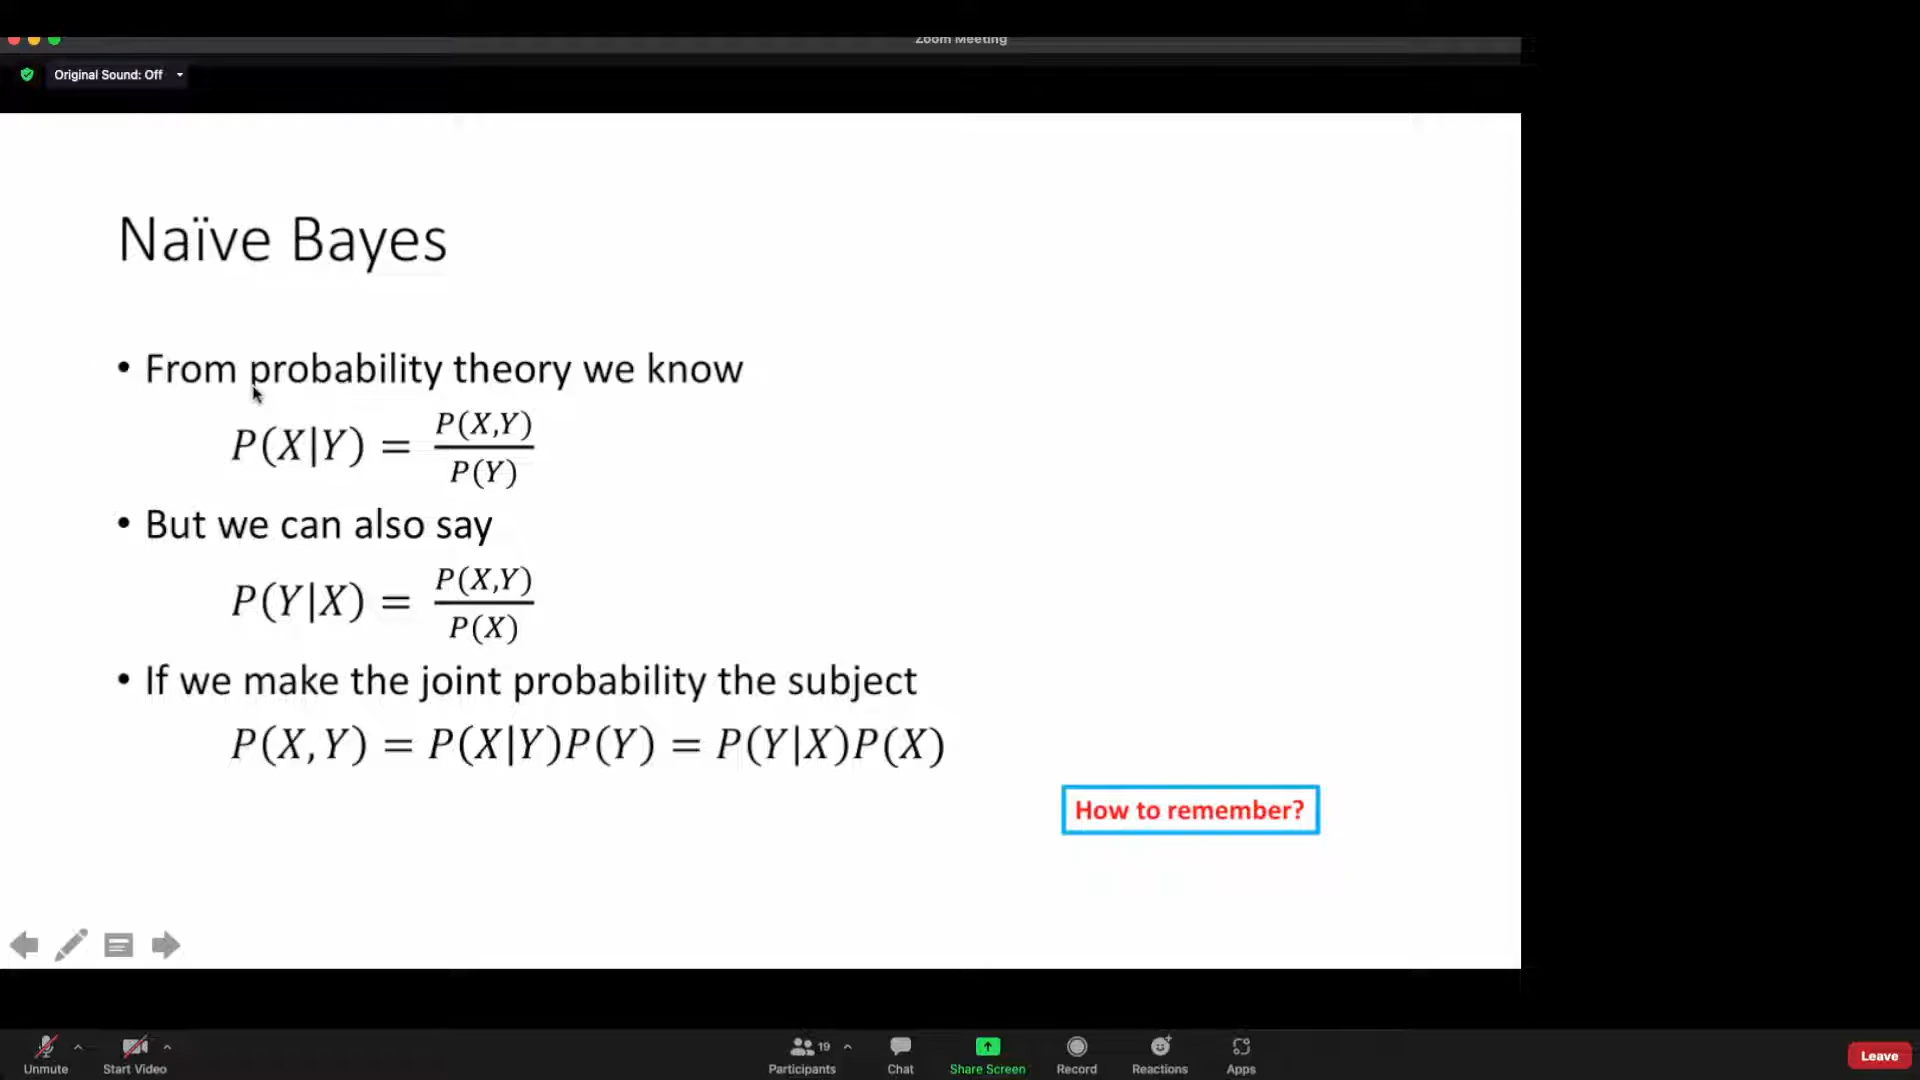 Zoom Meeting
Original Sound: Off
Naïve Bayes
• From probability theory we know
P(X|Y) = P(X,Y) / P(Y)
• But we can also say
P(Y|X) = P(X,Y) / P(X)
• If we make the joint probability the subject
P(X, Y) = P(X|Y)P(Y) = P(Y|X)P(X)
How to remember?
Unmute
Start Video
19
Participants
Chat
Share Screen
Record
Reactions
Apps
Leave